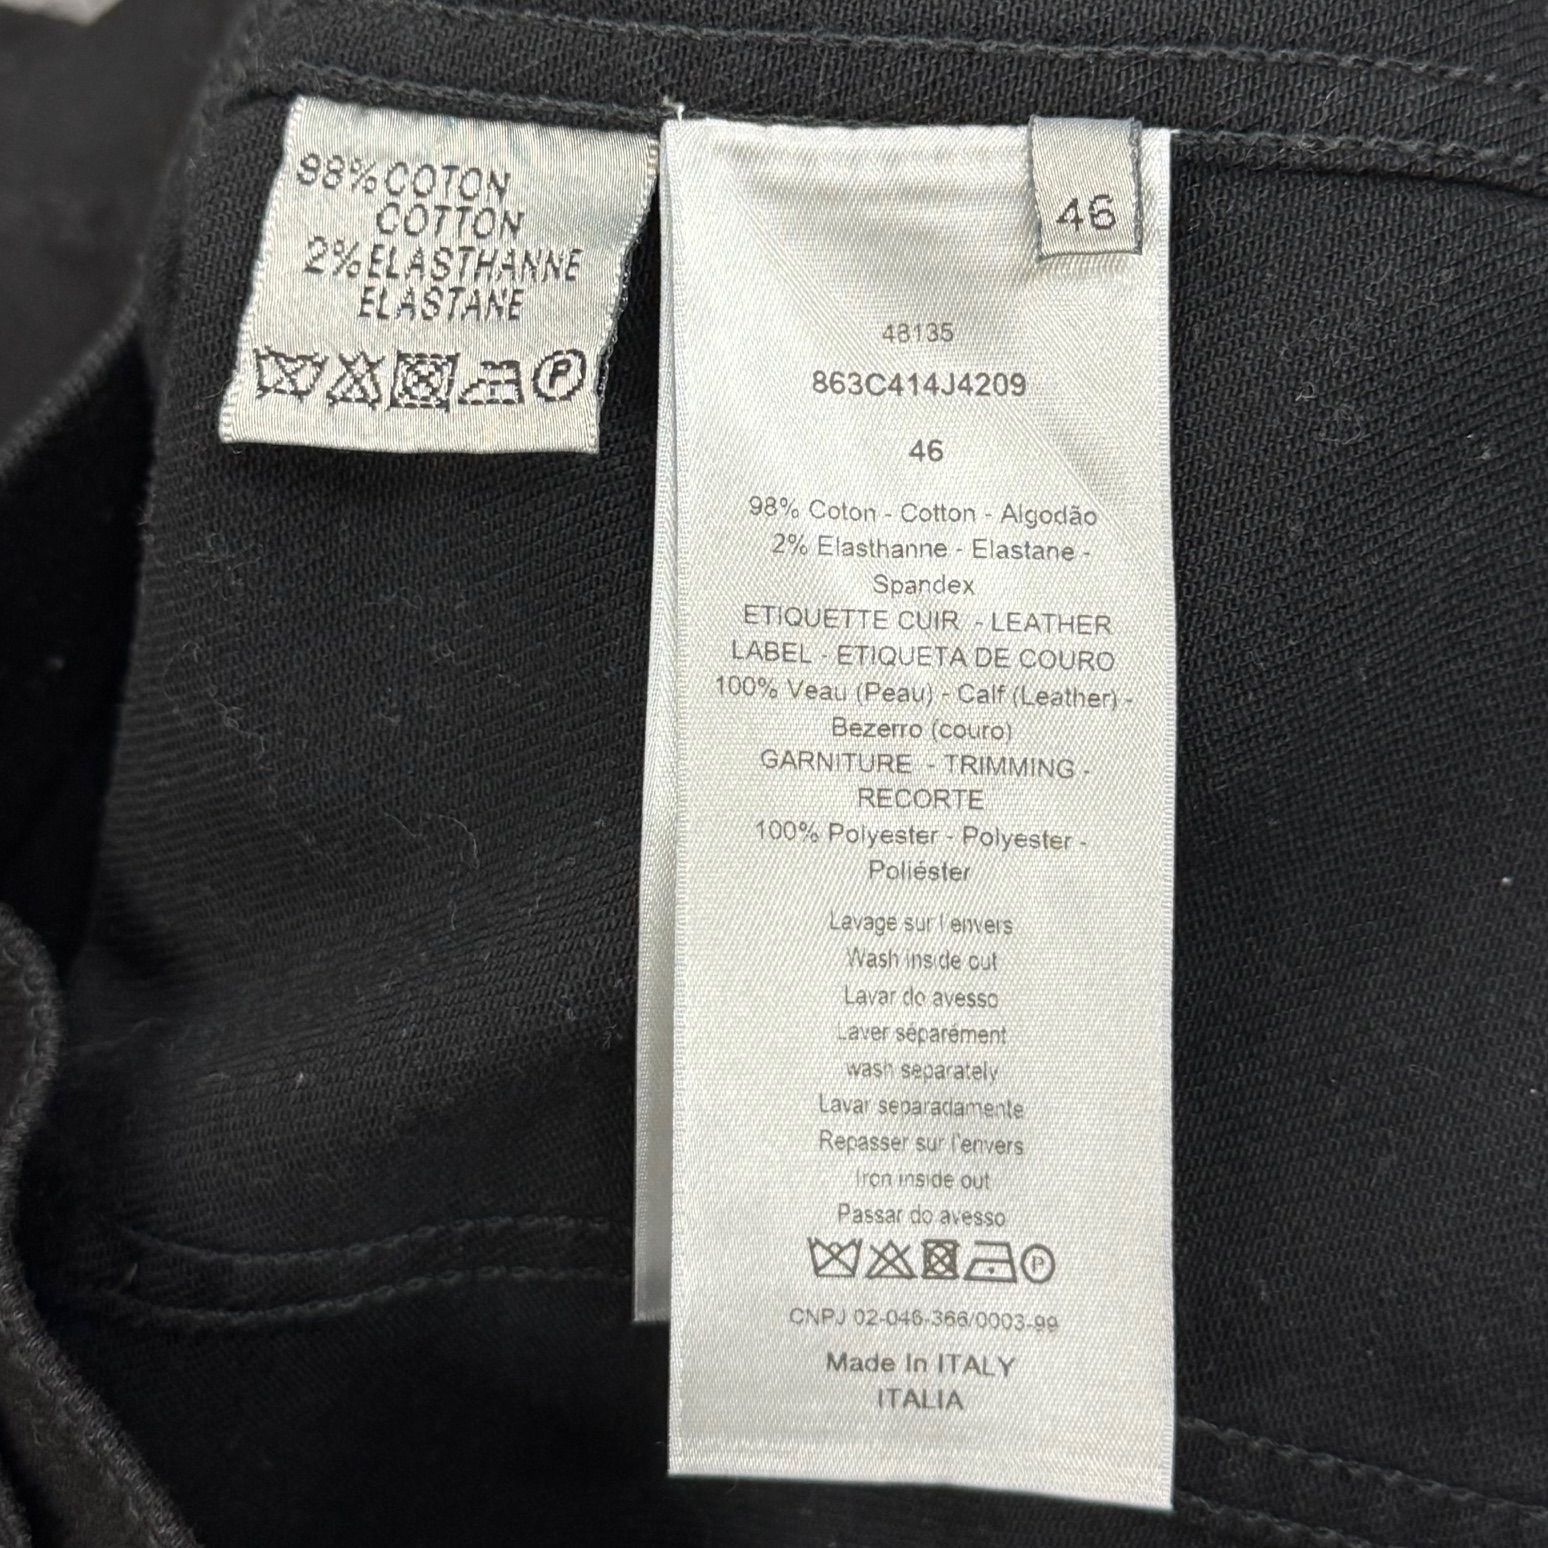 98% COTON
COTTON
2% ELASTHANNE
ELASTANE
P
46
48135
863C414J4209
46
98% Coton - Cotton - Algodão
2% Elasthanne - Elastane -
Spandex
ETIQUETTE CUIR - LEATHER
LABEL - ETIQUETA DE COURO
100% Veau (Peau) - Calf (Leather) -
Bezerro (couro)
GARNITURE - TRIMMING -
RECORTE
100% Polyester - Polyester -
Poliéster
Lavage sur l'envers
Wash inside out
Lavar do avesso
Laver séparément
wash separately
Lavar separadamente
Repasser sur l'envers
Iron inside out
Passar do avesso
P
CNPJ 02-046-366/0003-99
Made In ITALY
ITALIA